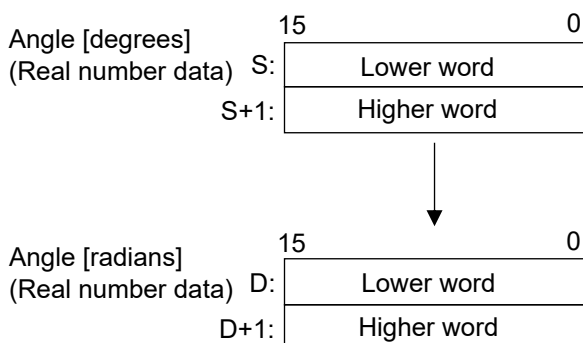 15 0
Angle [degrees]
(Real number data) S: Lower word
S+1: Higher word
15 0
Angle [radians]
(Real number data) D: Lower word
D+1: Higher word